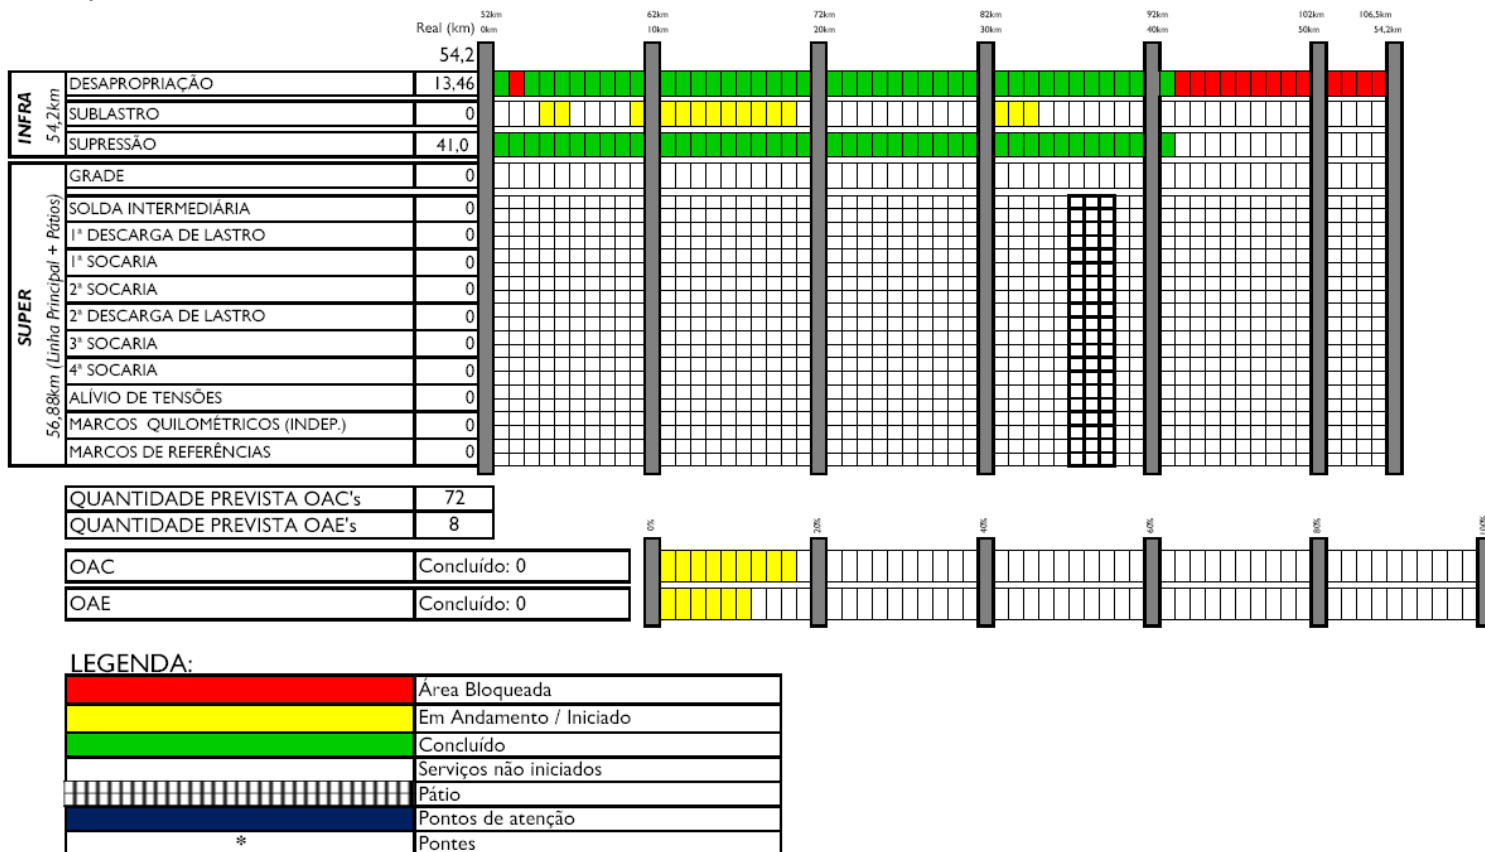 52km 62km 72km 82km 92km 102km 106,5km
Real (km) 0km 10km 20km 30km 40km 50km 54,2km
54,2
INFRA
54,2km
DESAPROPRIAÇÃO 13,46
SUBLASTRO 0
SUPRESSÃO 41,0
SUPER
56,88km (Linha Principal + Pátios)
GRADE 0
SOLDA INTERMEDIÁRIA 0
1ª DESCARGA DE LASTRO 0
1ª SOCARIA 0
2ª SOCARIA 0
2ª DESCARGA DE LASTRO 0
3ª SOCARIA 0
4ª SOCARIA 0
ALÍVIO DE TENSÕES 0
MARCOS QUILOMÉTRICOS (INDEP.) 0
MARCOS DE REFERÊNCIAS 0
QUANTIDADE PREVISTA OAC's 72
QUANTIDADE PREVISTA OAE's 8
0% 20% 40% 60% 80% 100%
OAC Concluído: 0
OAE Concluído: 0
LEGENDA:
Área Bloqueada
Em Andamento / Iniciado
Concluído
Serviços não iniciados
Pátio
Pontos de atenção
* Pontes